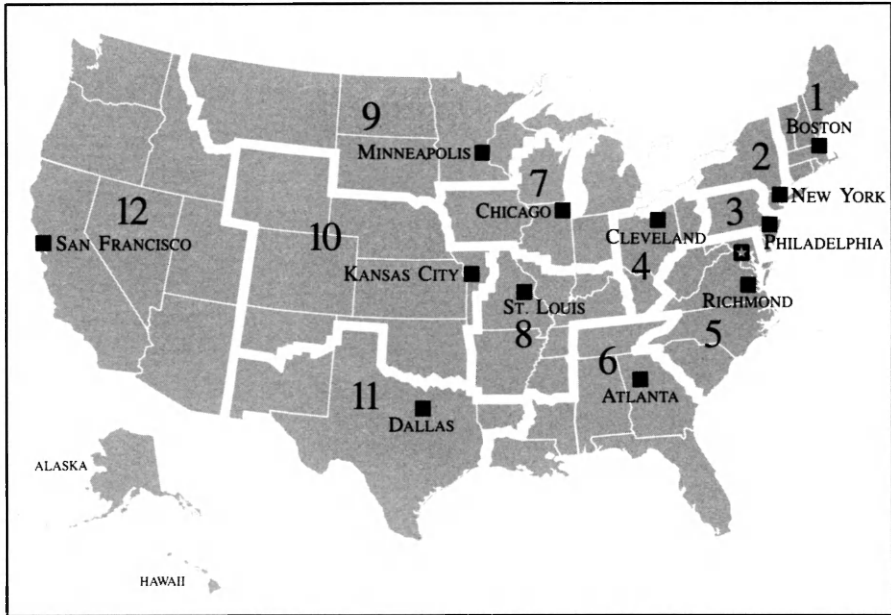 1
BOSTON
9
2
MINNEAPOLIS
7
NEW YORK
12
3
CHICAGO
10
CLEVELAND
PHILADELPHIA
SAN FRANCISCO
4
KANSAS CITY
ST. LOUIS
RICHMOND
8
5
6
11
ATLANTA
DALLAS
ALASKA
HAWAII